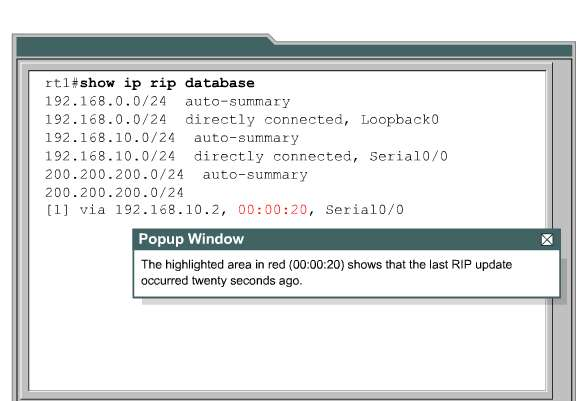 rt1#show ip rip database
192.168.0.0/24 auto-summary
192.168.0.0/24 directly connected, Loopback0
192.168.10.0/24 auto-summary
192.168.10.0/24 directly connected, Serial0/0
200.200.200.0/24 auto-summary
200.200.200.0/24
[1] via 192.168.10.2, 00:00:20, Serial0/0
Popup Window
The highlighted area in red (00:00:20) shows that the last RIP update
occurred twenty seconds ago.